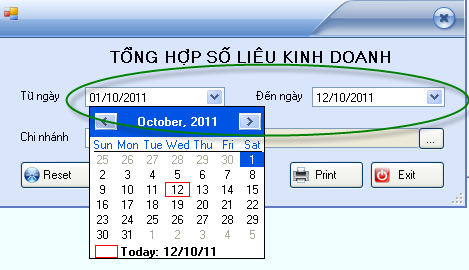 TỔNG HỢP SỐ LIỆU KINH DOANH
Từ ngày 01/10/2011 Đến ngày 12/10/2011
Chi nhánh ...
October, 2011
Sun Mon Tue Wed Thu Fri Sat
25 26 27 28 29 30 1
2 3 4 5 6 7 8
9 10 11 12 13 14 15
16 17 18 19 20 21 22
23 24 25 26 27 28 29
30 31 1 2 3 4 5
Today: 12/10/11
Reset Print Exit